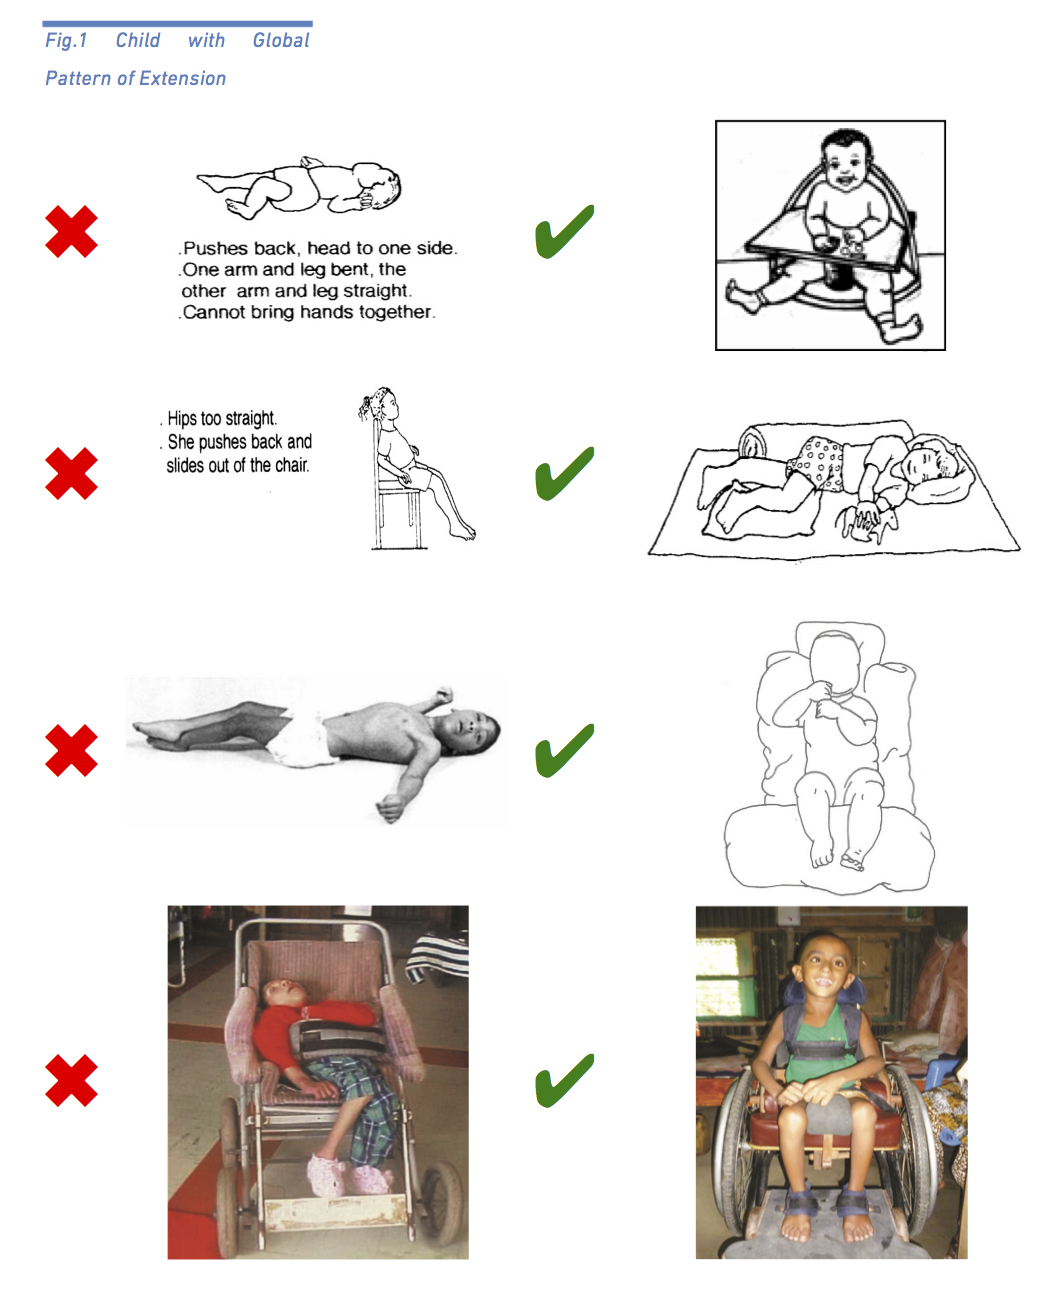 Fig.1 Child with Global
Pattern of Extension
.Pushes back, head to one side.
.One arm and leg bent, the
other arm and leg straight.
.Cannot bring hands together.
. Hips too straight.
. She pushes back and
slides out of the chair.